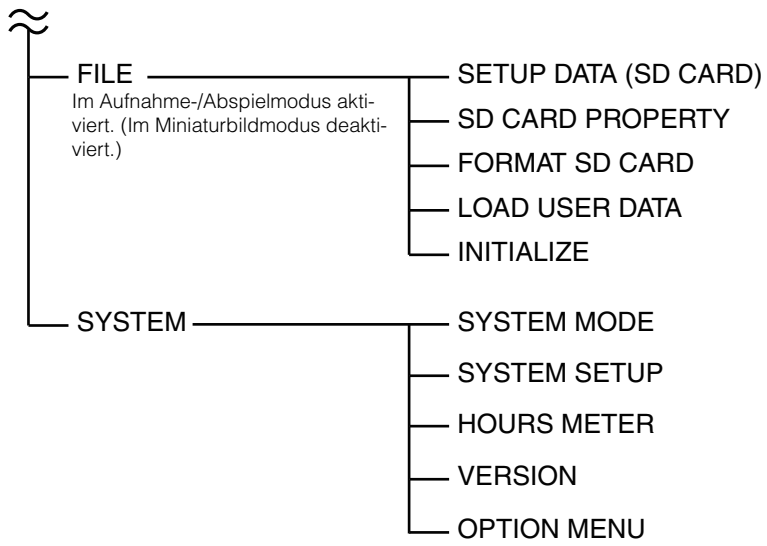 FILE
Im Aufnahme-/Abspielmodus akti-
viert. (Im Miniaturbildmodus deakti-
viert.)
SETUP DATA (SD CARD)
SD CARD PROPERTY
FORMAT SD CARD
LOAD USER DATA
INITIALIZE
SYSTEM
SYSTEM MODE
SYSTEM SETUP
HOURS METER
VERSION
OPTION MENU